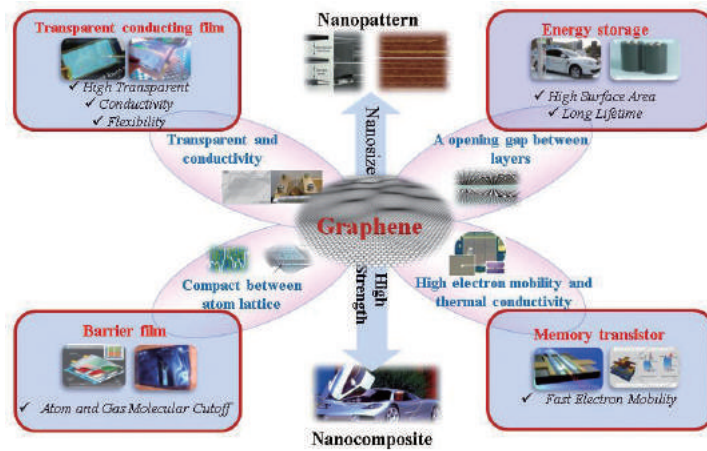 Transparent conducting film
✓ High Transparent
✓ Conductivity
✓ Flexibility
Nanopattern
Energy storage
✓ High Surface Area
✓ Long Lifetime
Transparent and
conductivity
Nanosize
A opening gap between
layers
Graphene
Compact between
atom lattice
High
Strength
High electron mobility and
thermal conductivity
Barrier film
✓ Atom and Gas Molecular Cutoff
Nanocomposite
Memory transistor
✓ Fast Electron Mobility